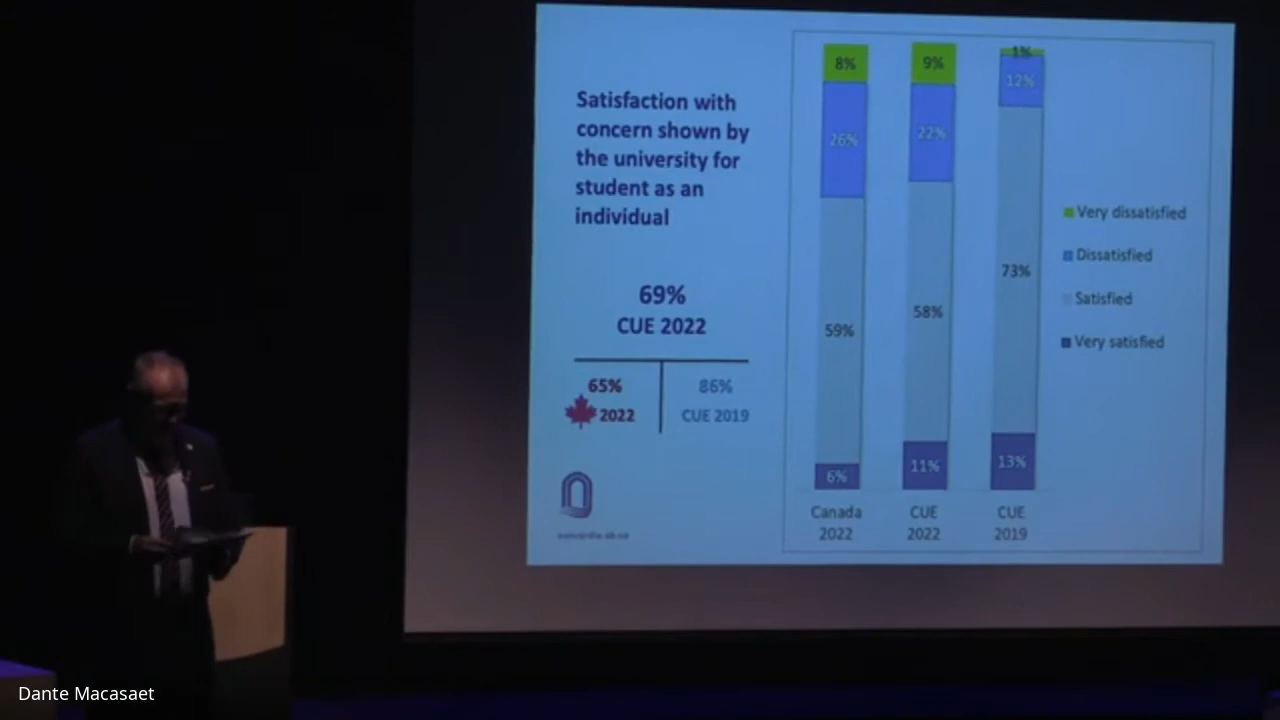 Satisfaction with
concern shown by
the university for
student as an
individual
69%
CUE 2022
65%
2022
86%
CUE 2019
8%
26%
59%
6%
9%
22%
58%
11%
1%
12%
73%
13%
Canada
2022
CUE
2022
CUE
2019
Very dissatisfied
Dissatisfied
Satisfied
Very satisfied
Dante Macasaet